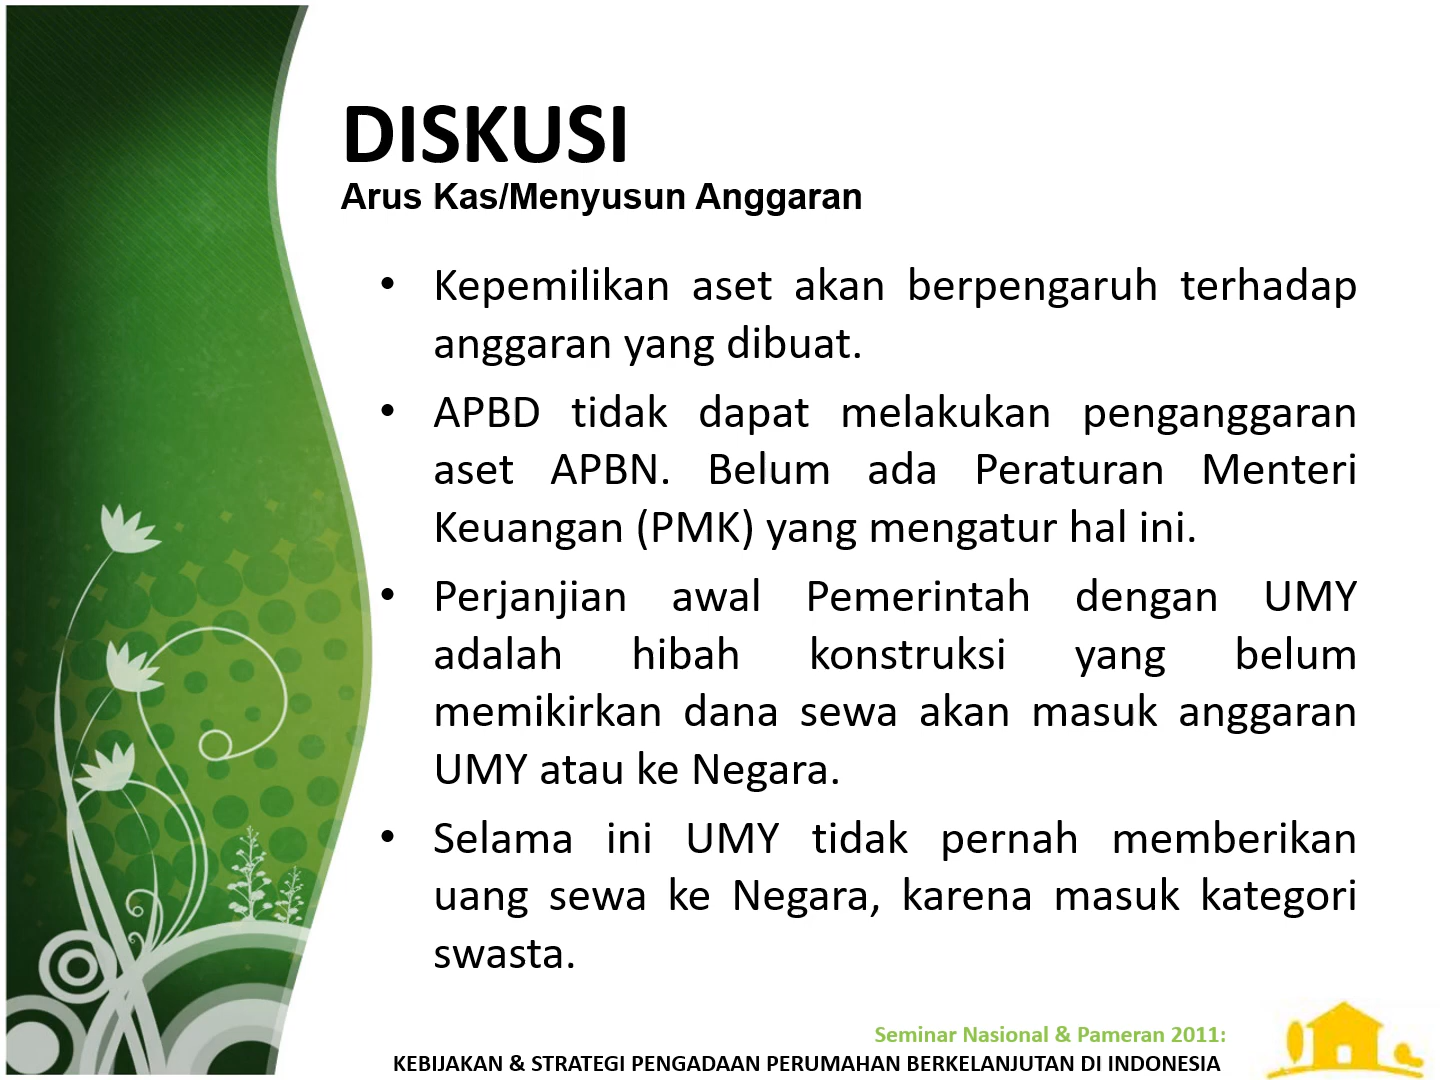 DISKUSI
Arus Kas/Menyusun Anggaran
• Kepemilikan aset akan berpengaruh terhadap
anggaran yang dibuat.
• APBD tidak dapat melakukan penganggaran
aset APBN. Belum ada Peraturan Menteri
Keuangan (PMK) yang mengatur hal ini.
• Perjanjian awal Pemerintah dengan UMY
adalah hibah konstruksi yang belum
memikirkan dana sewa akan masuk anggaran
UMY atau ke Negara.
• Selama ini UMY tidak pernah memberikan
uang sewa ke Negara, karena masuk kategori
swasta.
Seminar Nasional & Pameran 2011:
KEBIJAKAN & STRATEGI PENGADAAN PERUMAHAN BERKELANJUTAN DI INDONESIA